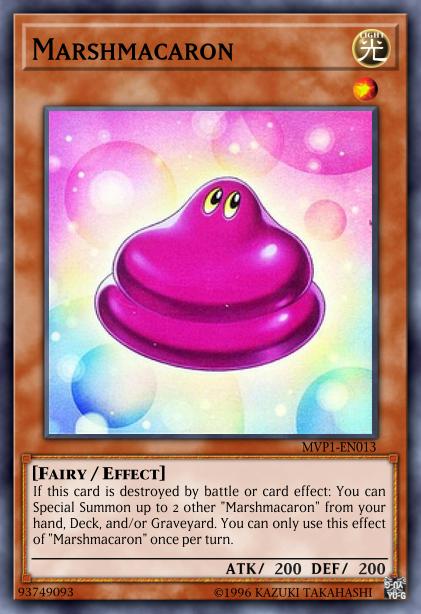 MARSHMACARON
LIGHT
光
MVP1-EN013
[FAIRY / EFFECT]
If this card is destroyed by battle or card effect: You can
Special Summon up to 2 other "Marshmacaron" from your
hand, Deck, and/or Graveyard. You can only use this effect
of "Marshmacaron" once per turn.
ATK/ 200 DEF/ 200
93749093
©1996 KAZUKI TAKAHASHI